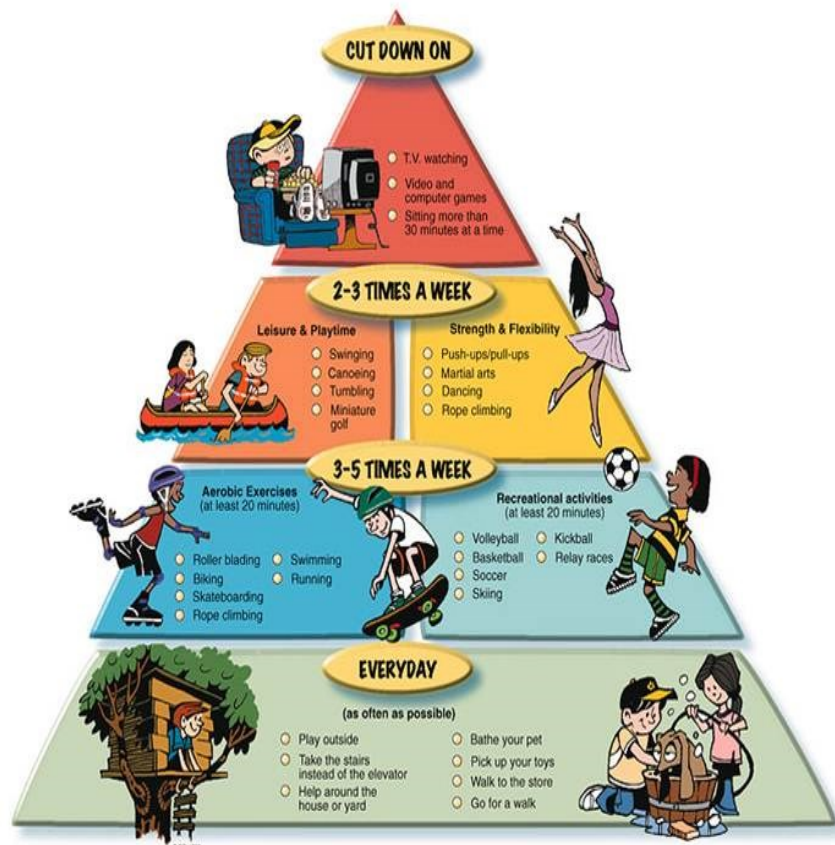 CUT DOWN ON
T.V. watching
Video and
computer games
Sitting more than
30 minutes at a time
2-3 TIMES A WEEK
Leisure & Playtime
Swinging
Canoeing
Tumbling
Miniature
golf
Strength & Flexibility
Push-ups/pull-ups
Martial arts
Dancing
Rope climbing
3-5 TIMES A WEEK
Aerobic Exercises
(at least 20 minutes)
Roller blading
Biking
Skateboarding
Rope climbing
Swimming
Running
Recreational activities
(at least 20 minutes)
Volleyball
Basketball
Soccer
Skiing
Kickball
Relay races
EVERYDAY
(as often as possible)
Play outside
Take the stairs
instead of the elevator
Help around the
house or yard
Bathe your pet
Pick up your toys
Walk to the store
Go for a walk